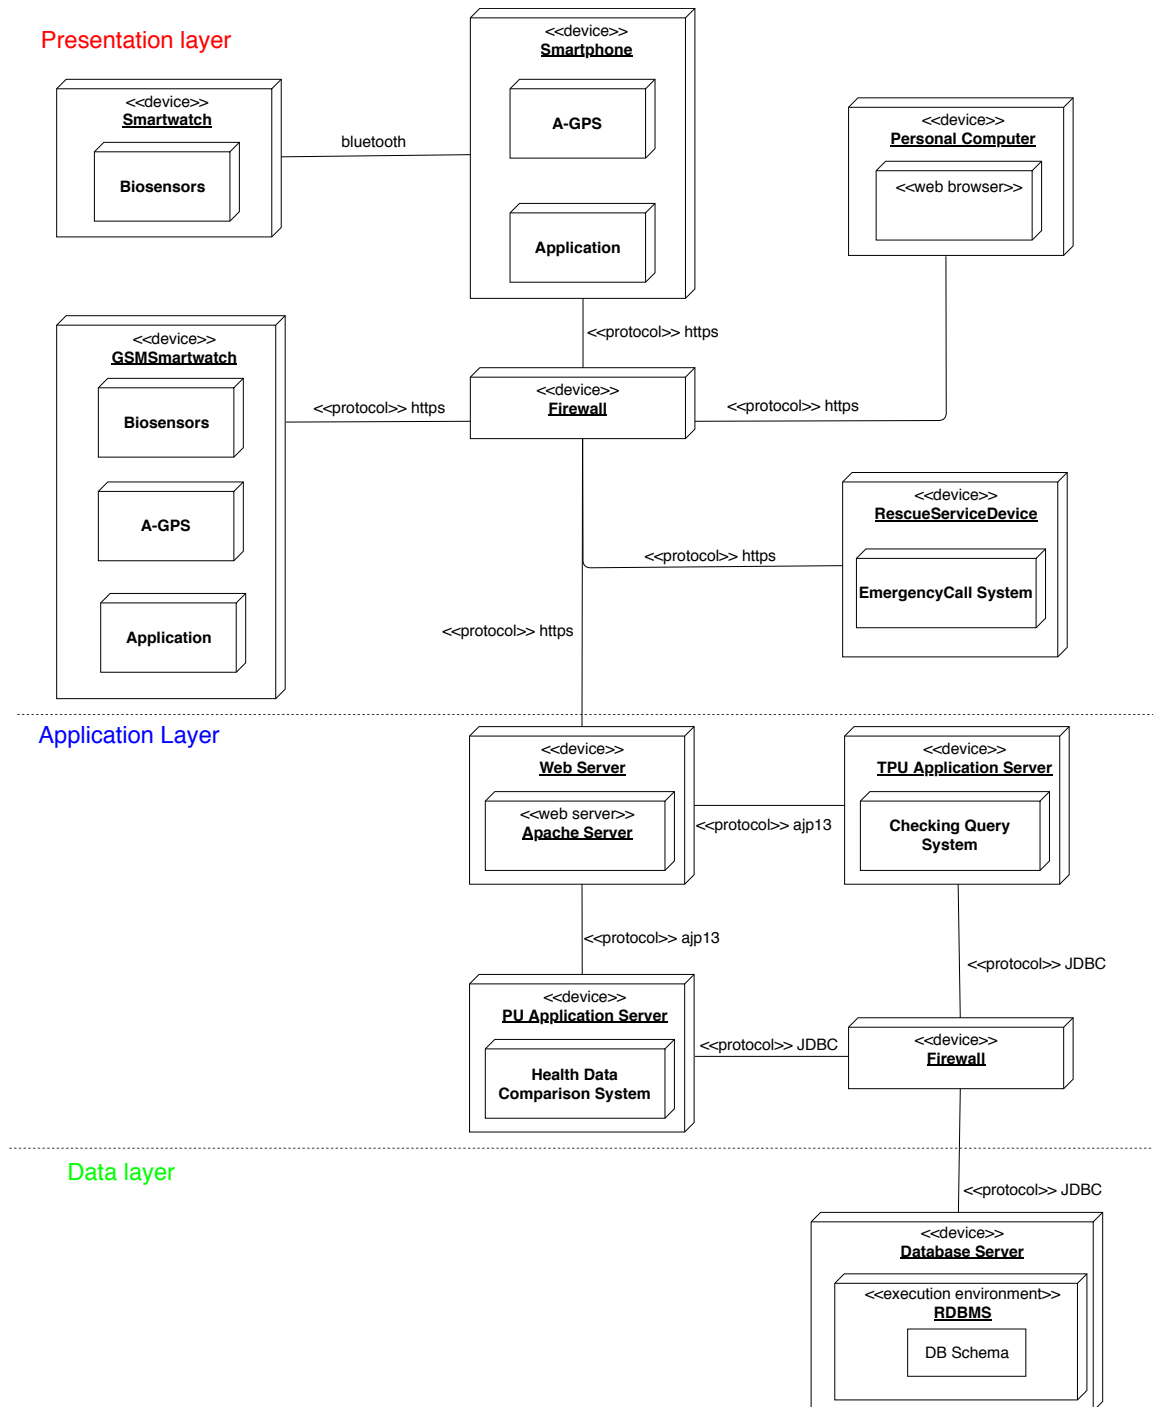 Presentation layer
<<device>>
Smartphone
A-GPS
Application
<<device>>
Smartwatch
Biosensors
bluetooth
<<device>>
Personal Computer
<<web browser>>
<<protocol>> https
<<device>>
GSMSmartwatch
Biosensors
A-GPS
Application
<<protocol>> https
<<device>>
Firewall
<<protocol>> https
<<device>>
RescueServiceDevice
EmergencyCall System
<<protocol>> https
<<protocol>> https
Application Layer
<<device>>
Web Server
<<web server>>
Apache Server
<<protocol>> ajp13
<<device>>
TPU Application Server
Checking Query
System
<<protocol>> ajp13
<<protocol>> JDBC
<<device>>
PU Application Server
Health Data
Comparison System
<<protocol>> JDBC
<<device>>
Firewall
Data layer
<<protocol>> JDBC
<<device>>
Database Server
<<execution environment>>
RDBMS
DB Schema